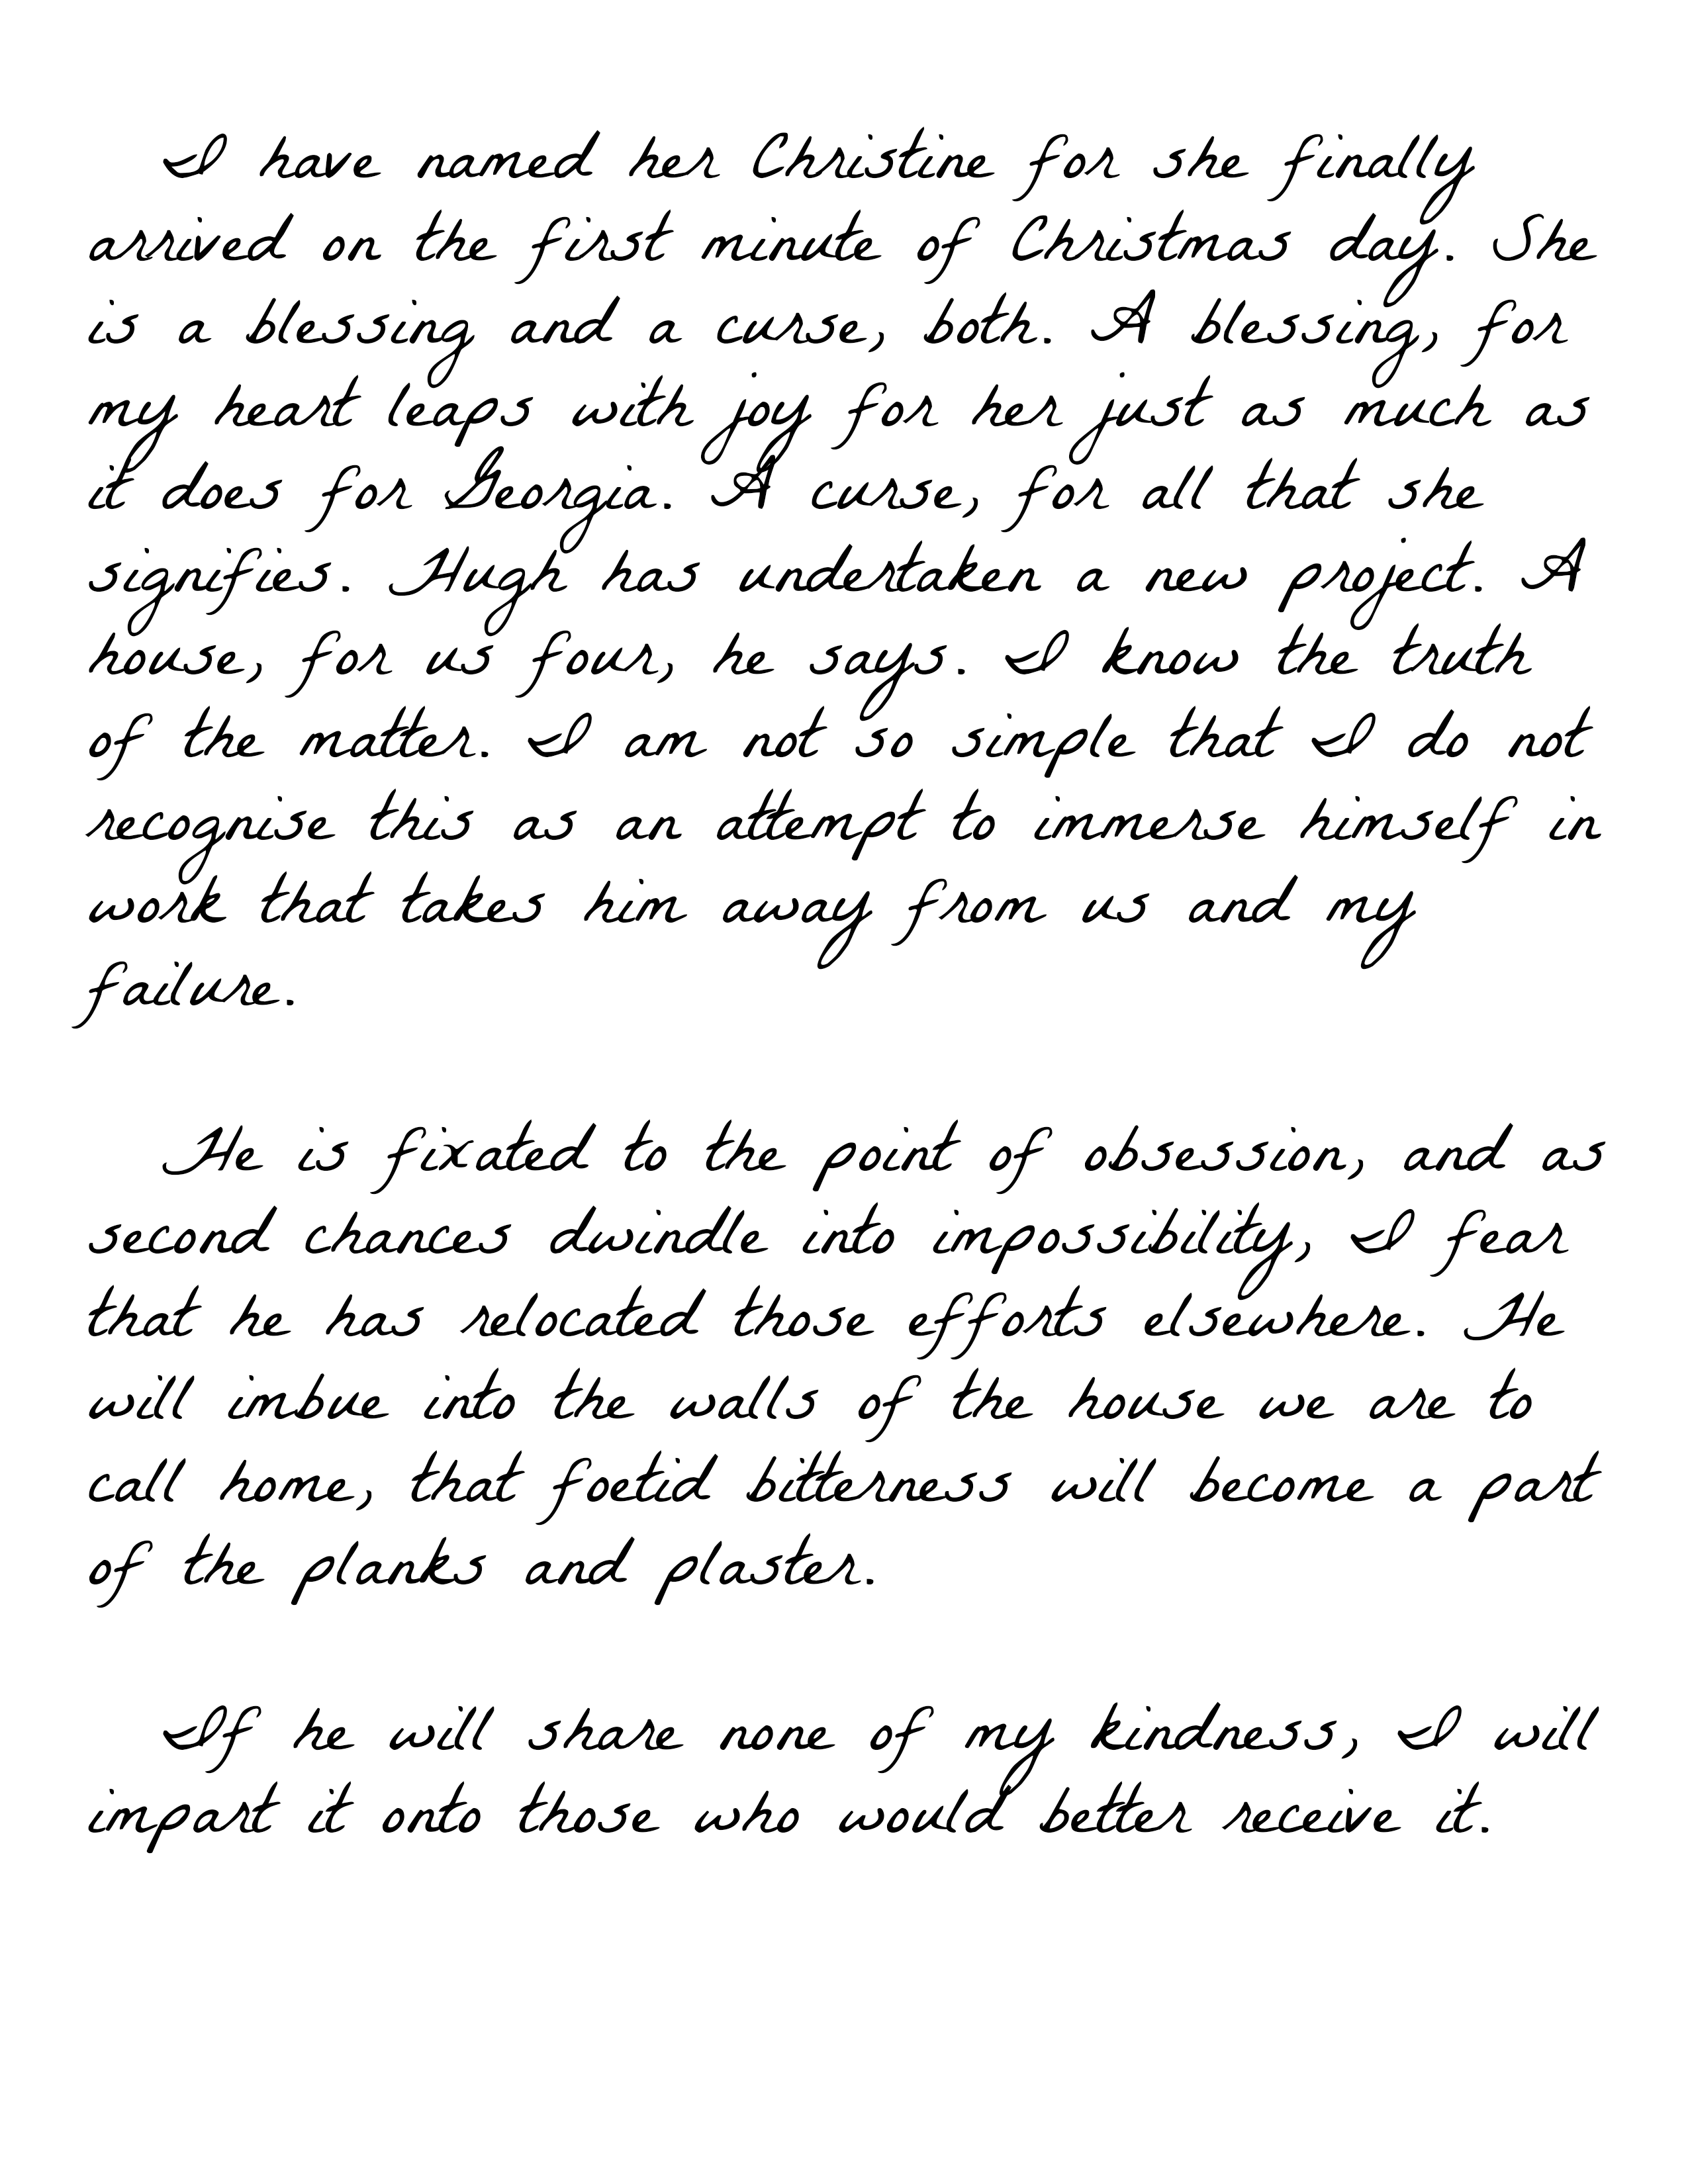 I have named her Christine for she finally
arrived on the first minute of Christmas day. She
is a blessing and a curse, both. A blessing, for
my heart leaps with joy for her just as much as
it does for Georgia. A curse, for all that she
signifies. Hugh has undertaken a new project. A
house, for us four, he says. I know the truth
of the matter. I am not so simple that I do not
recognise this as an attempt to immerse himself in
work that takes him away from us and my
failure.
He is fixated to the point of obsession, and as
second chances dwindle into impossibility, I fear
that he has relocated those efforts elsewhere. He
will imbue into the walls of the house we are to
call home, that foetid bitterness will become a part
of the planks and plaster.
If he will share none of my kindness, I will
impart it onto those who would better receive it.